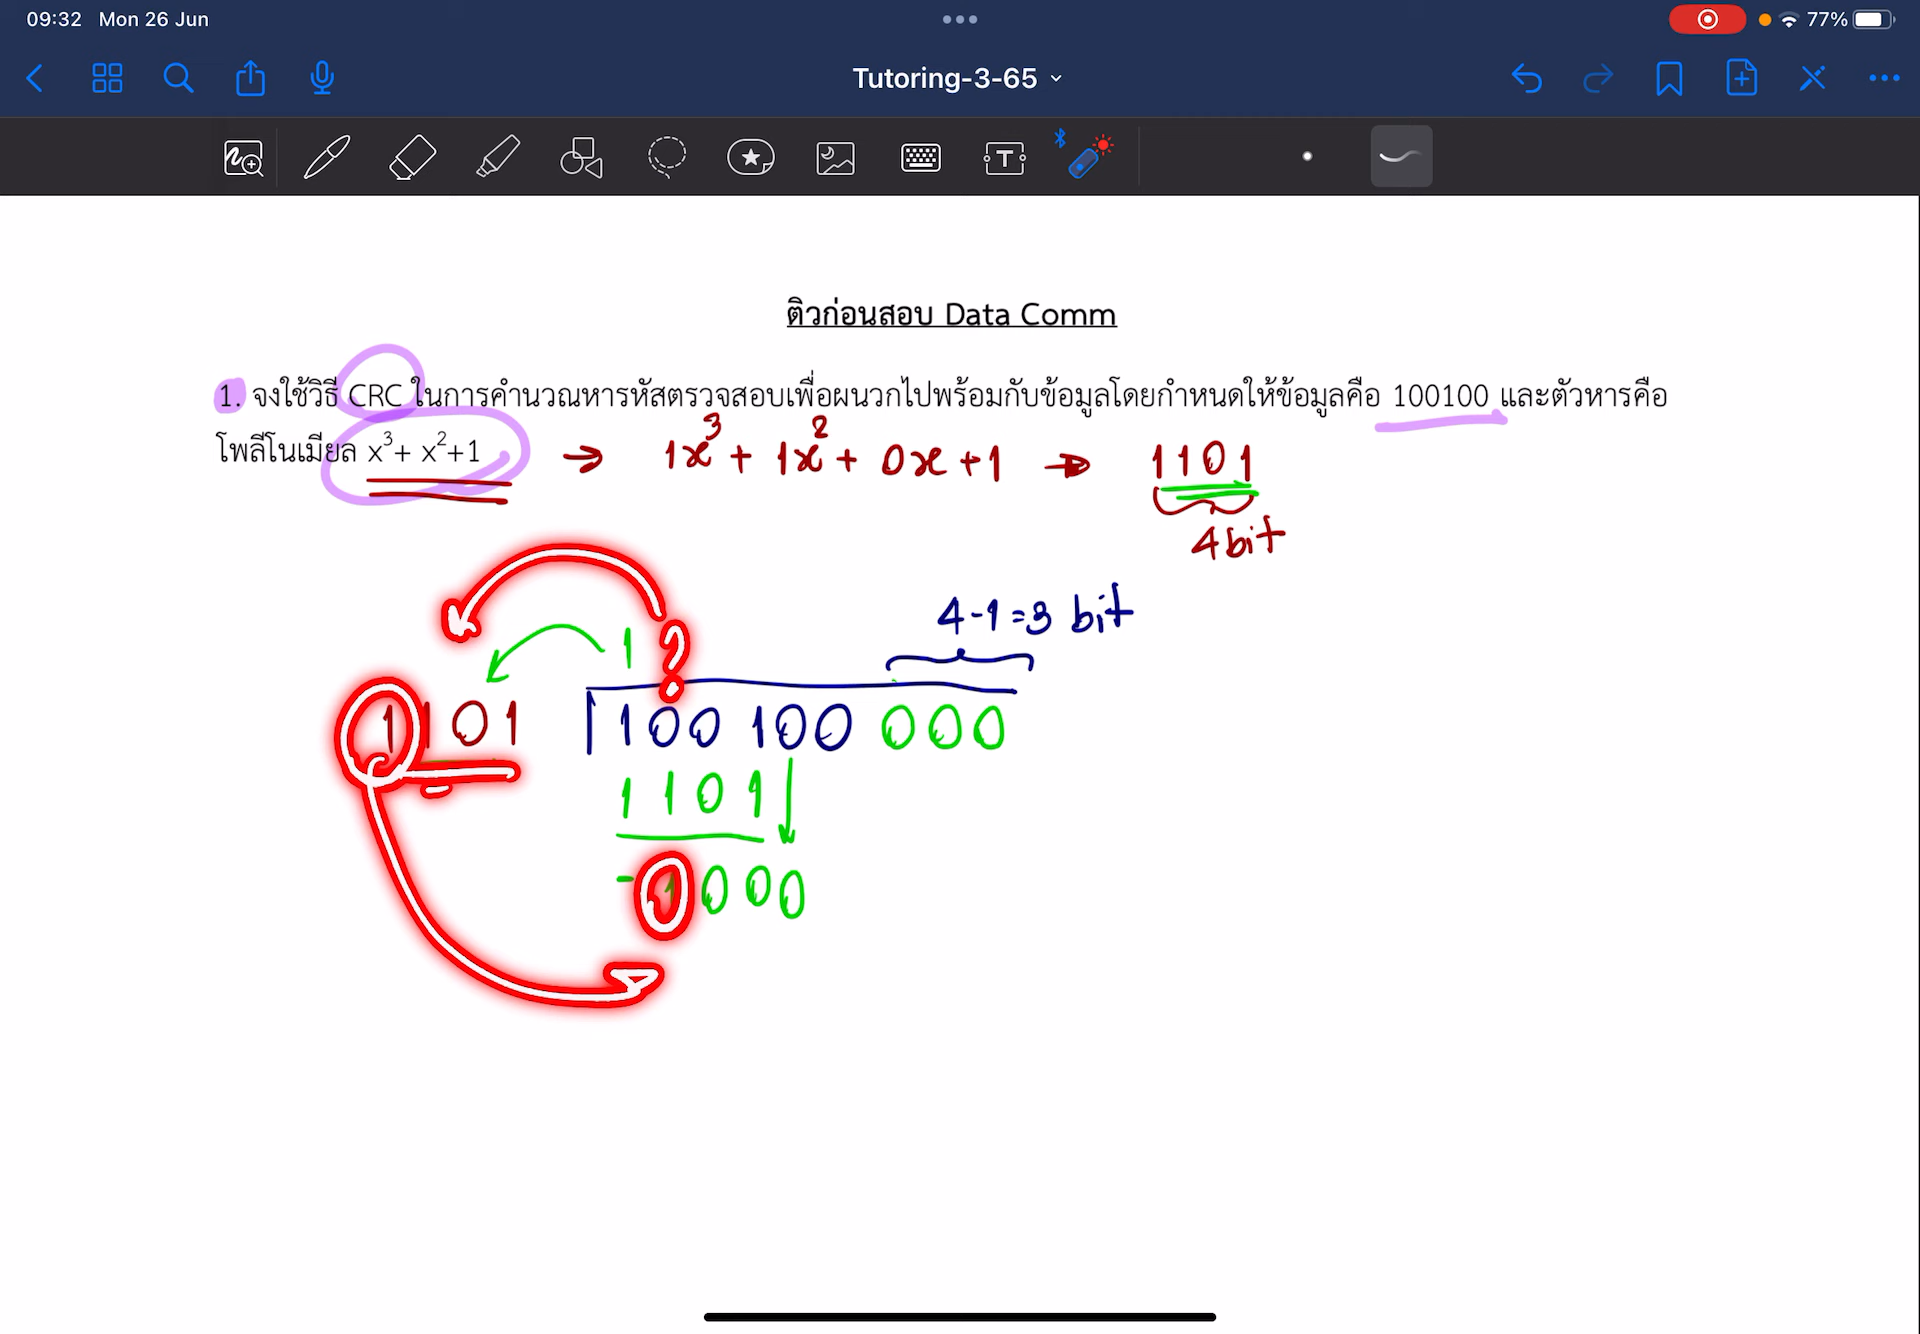 09:32 Mon 26 Jun
77%
Tutoring-3-65
ติวก่อนสอบ Data Comm
1. จงใช้วิธี CRC ในการคำนวณหารหัสตรวจสอบเพื่อผนวกไปพร้อมกับข้อมูลโดยกำหนดให้ข้อมูลคือ 100100 และตัวหารคือ
โพลีโนเมียล x³+ x²+1 → 1x³ + 1x² + 0x + 1 → 1101
4 bit
4-1=3 bit
1 ?
1101 100 100 000
1101
1000